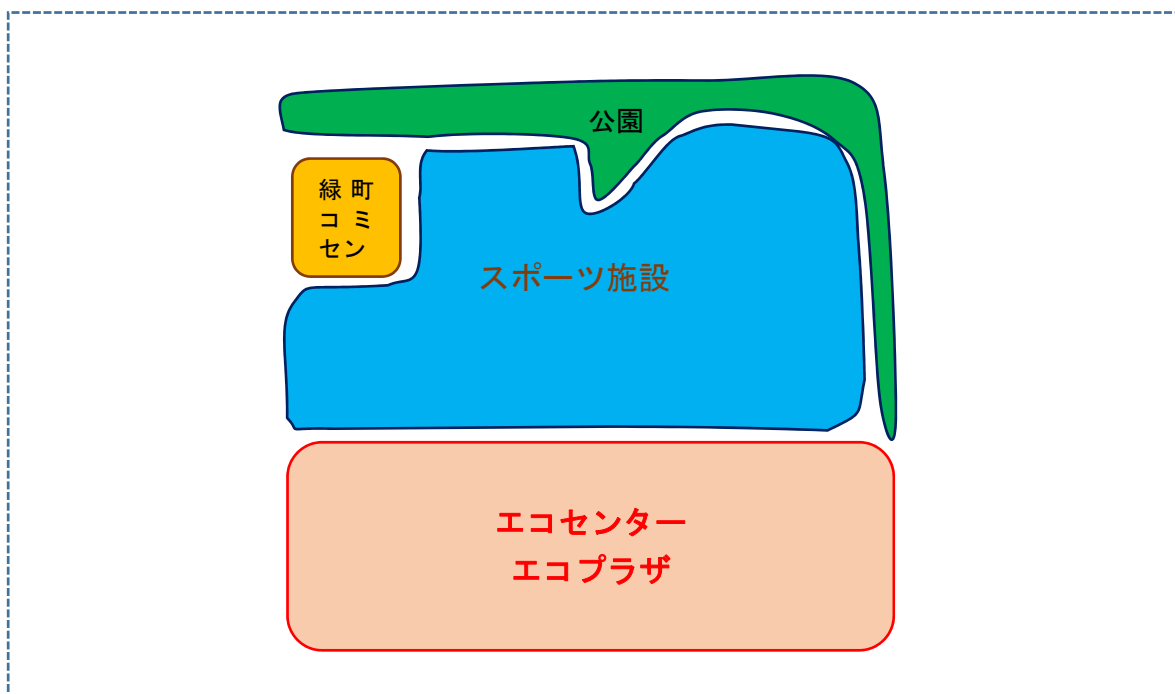 公園
緑町
コミ
セン
スポーツ施設
エコセンター
エコプラザ